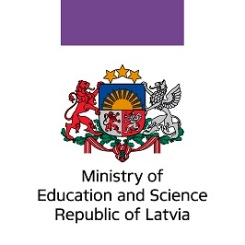 Ministry of
Education and Science
Republic of Latvia